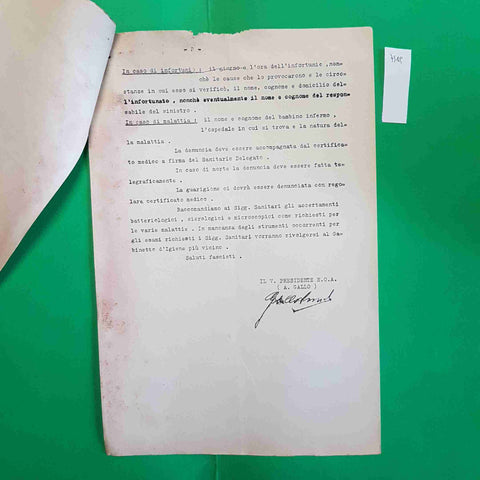 - 2 -
In caso di infortuni : il giugno e l'ora dell'infortunio ,non-
chè le cause che lo provocarono e le circo-
stanze in cui esso si verificò, il nome, cognome e domicilio del-
l'infortunato, nonchè eventualmente il nome e cognome del respon-
sabile del sinistro .
In caso di malattia : il nome e cognome del bambino infermo ,
l'ospedale in cui si trova e la natura del-
la malattia .
La denuncia deve essere accompagnata dal certifica-
to medico a firma del Sanitario Delegato .
In caso di morte la denuncia deve essere fatta te-
legraficamente .
La guarigione ci dovrà essere denunciata con rego-
lare certificato medico .
Raccomandiamo ai Sigg. Sanitari gli accertamenti
batteriologici , sierologici e microscopici come richiesti per
le varie malattie . In mancanza degli strumenti occorrenti per
gli esami richiesti i Sigg. Sanitari vorranno rivolgersi al Ga-
binetto d'Igiene più vicino .
Saluti fascisti .
IL V. PRESIDENTE E.O.A.
( A. GALLO )